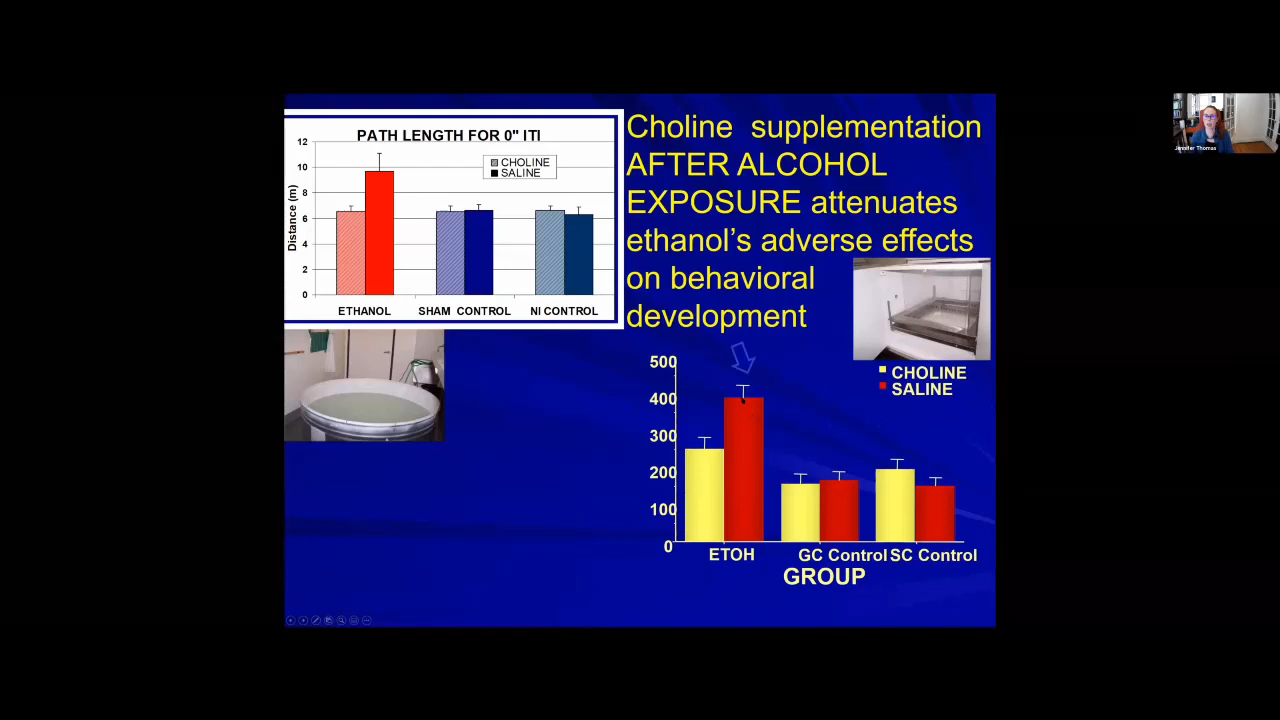 PATH LENGTH FOR 0" ITI
12
10
8
6
4
2
0
Distance (m)
CHOLINE
SALINE
ETHANOL
SHAM CONTROL
NI CONTROL
Choline supplementation
AFTER ALCOHOL
EXPOSURE attenuates
ethanol’s adverse effects
on behavioral
development
CHOLINE
SALINE
500
400
300
200
100
0
ETOH
GC Control
SC Control
GROUP
Jennifer Thomas